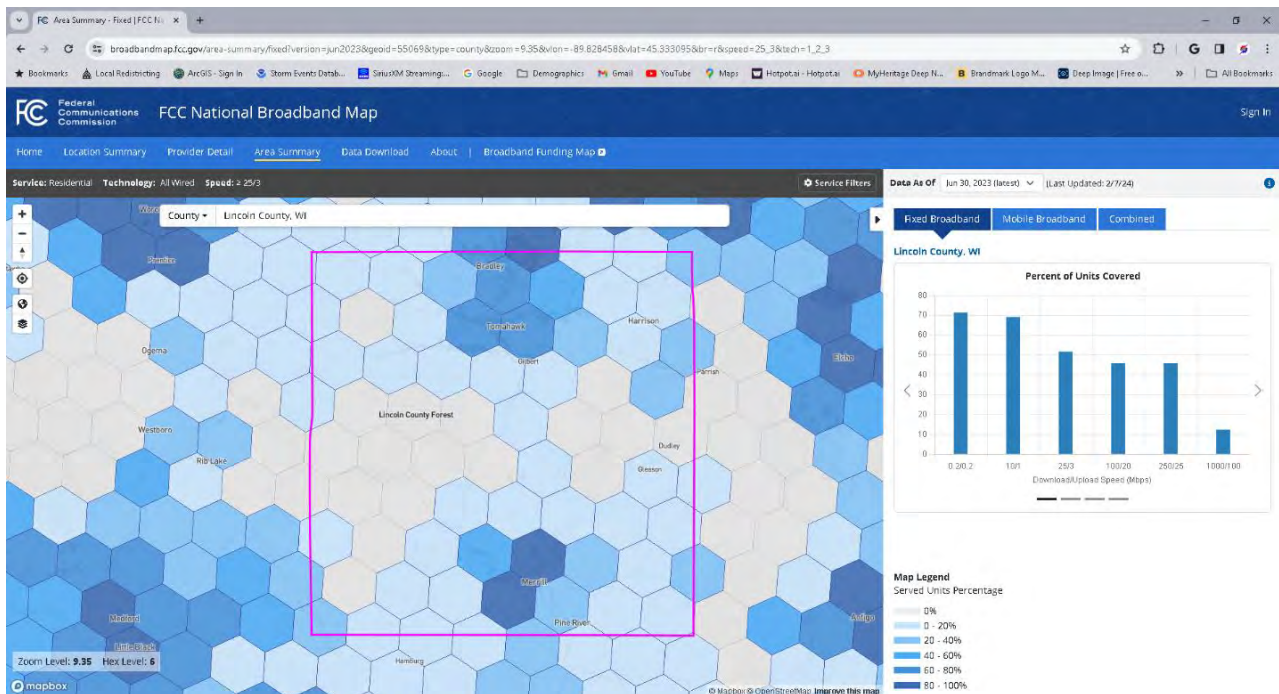 FC Area Summary - Fixed | FCC Na × +
broadbandmap.fcc.gov/area-summary/fixed?version=jun2023&geoid=55069&type=county&zoom=9.35&vlon=-89.828458&vlat=45.333095&br=r&speed=25_3&tech=1_2_3
Bookmarks Local Redistricting ArcGIS - Sign In Storm Events Datab... SiriusXM Streaming:... Google Demographics Gmail YouTube Maps Hotpot.ai - Hotpot.ai MyHeritage Deep N... Brandmark Logo M... Deep Image | Free o... » All Bookmarks
FC Federal Communications Commission FCC National Broadband Map Sign In
Home Location Summary Provider Detail Area Summary Data Download About | Broadband Funding Map
Service: Residential Technology: All Wired Speed: ≥ 25/3 Service Filters
Data As Of Jun 30, 2023 (latest) (Last Updated: 2/7/24)
County Lincoln County, WI
Fixed Broadband Mobile Broadband Combined
Lincoln County, WI
Percent of Units Covered
80
70
60
50
40
30
20
10
0
0.2/0.2 10/1 25/3 100/20 250/25 1000/100
Download/Upload Speed (Mbps)
Prentice
Bradley
Tomahawk
Harrison
Ogema
Gilbert
Elcho
Parrish
Lincoln County Forest
Westboro
Dudley
Rib Lake
Gleason
Merrill
Medford
Pine River
Antigo
Little Black
Hamburg
Map Legend
Served Units Percentage
0%
0 - 20%
20 - 40%
40 - 60%
60 - 80%
80 - 100%
Zoom Level: 9.35 Hex Level: 6
mapbox
© Mapbox © OpenStreetMap Improve this map